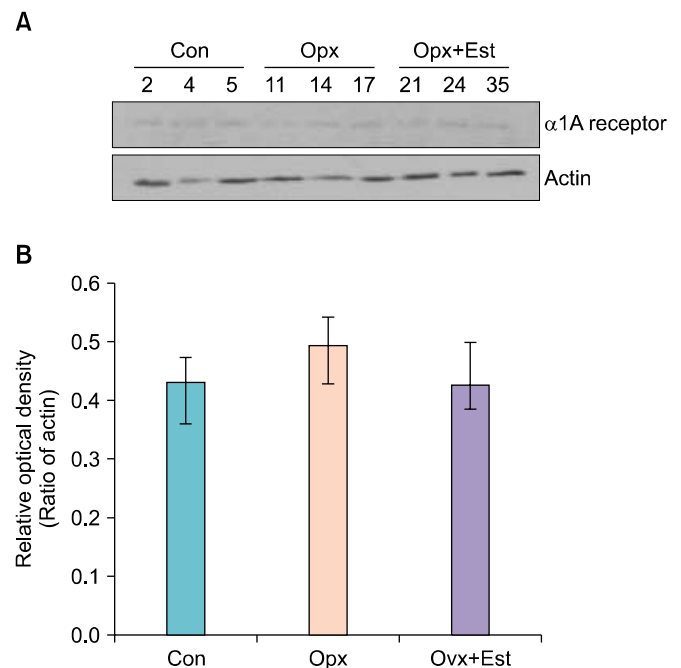 A
Con Opx Opx+Est
2 4 5 11 14 17 21 24 35
α1A receptor
Actin
B
Relative optical density
(Ratio of actin)
0.6
0.5
0.4
0.3
0.2
0.1
0.0
Con Opx Ovx+Est